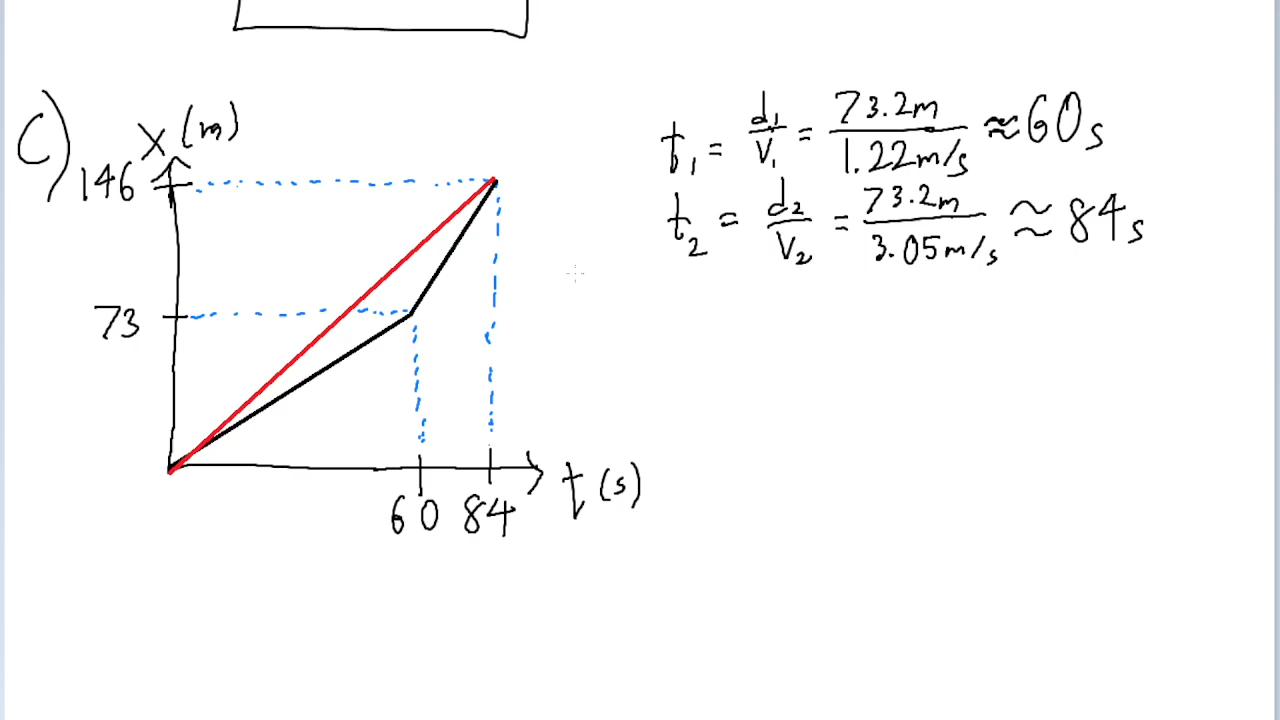 C)
X (m)
146
73
60 84
t (s)
t₁ = d₁/V₁ = 73.2m/1.22m/s ≈ 60s
t₂ = d₂/V₂ = 73.2m/3.05m/s ≈ 84s